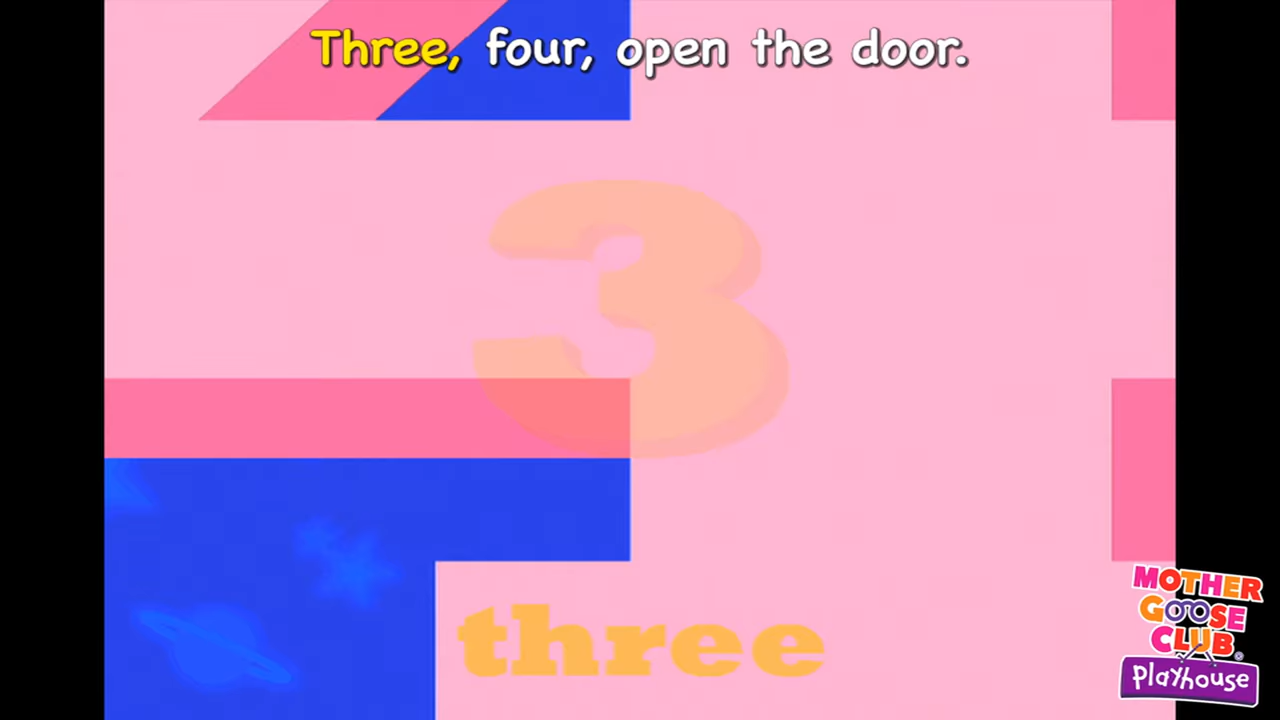 Three, four, open the door.
3
three
MOTHER
GOOSE
CLUB
Playhouse